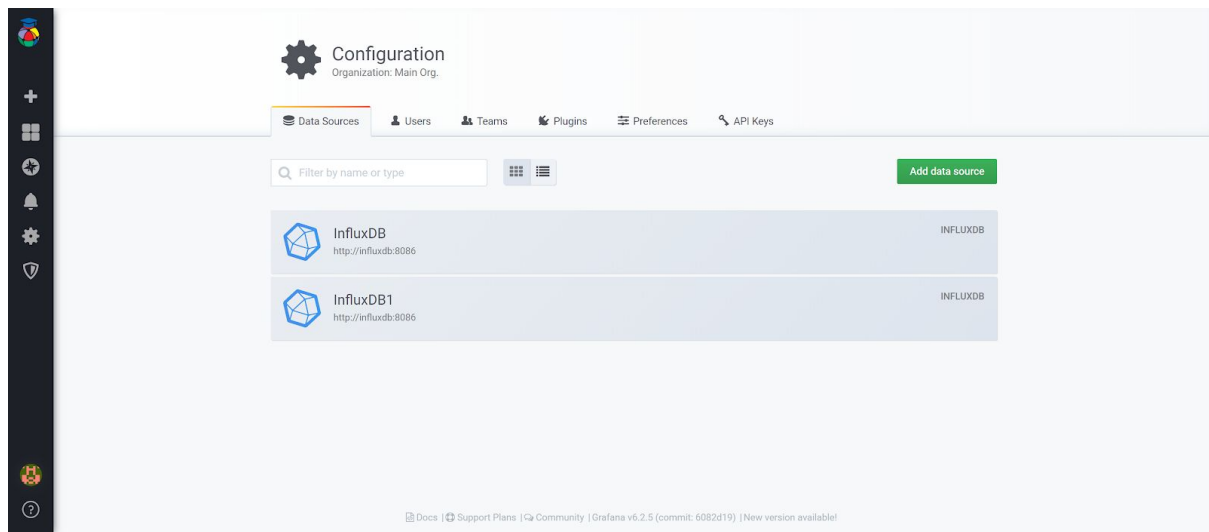 Configuration
Organization: Main Org.
Data Sources Users Teams Plugins Preferences API Keys
Filter by name or type
Add data source
InfluxDB
INFLUXDB
http://influxdb:8086
InfluxDB1
INFLUXDB
http://influxdb:8086
Docs | Support Plans | Community | Grafana v6.2.5 (commit: 6082d19) | New version available!